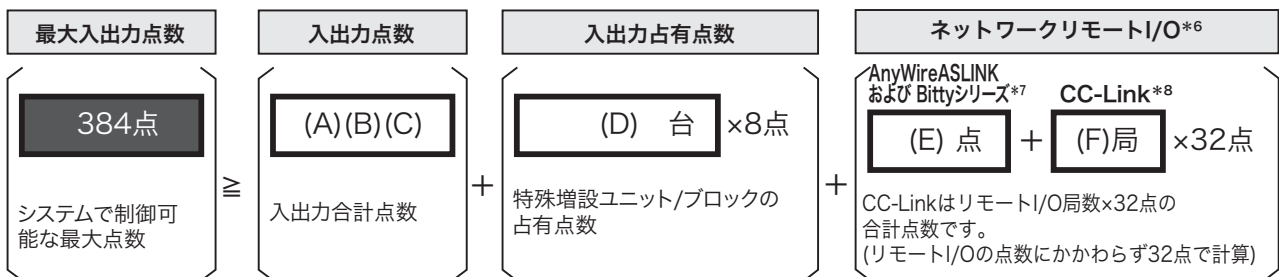 最大入出力点数
入出力点数
入出力占有点数
ネットワークリモートI/O*6
384点
≧
(A)(B)(C)
+
(D) 台 ×8点
+
AnyWireASLINK
および Bittyシリーズ*7
CC-Link*8
(E) 点 + (F)局 ×32点
システムで制御可
能な最大点数
入出力合計点数
特殊増設ユニット/ブロックの
占有点数
CC-LinkはリモートI/O局数×32点の
合計点数です。
(リモートI/Oの点数にかかわらず32点で計算)